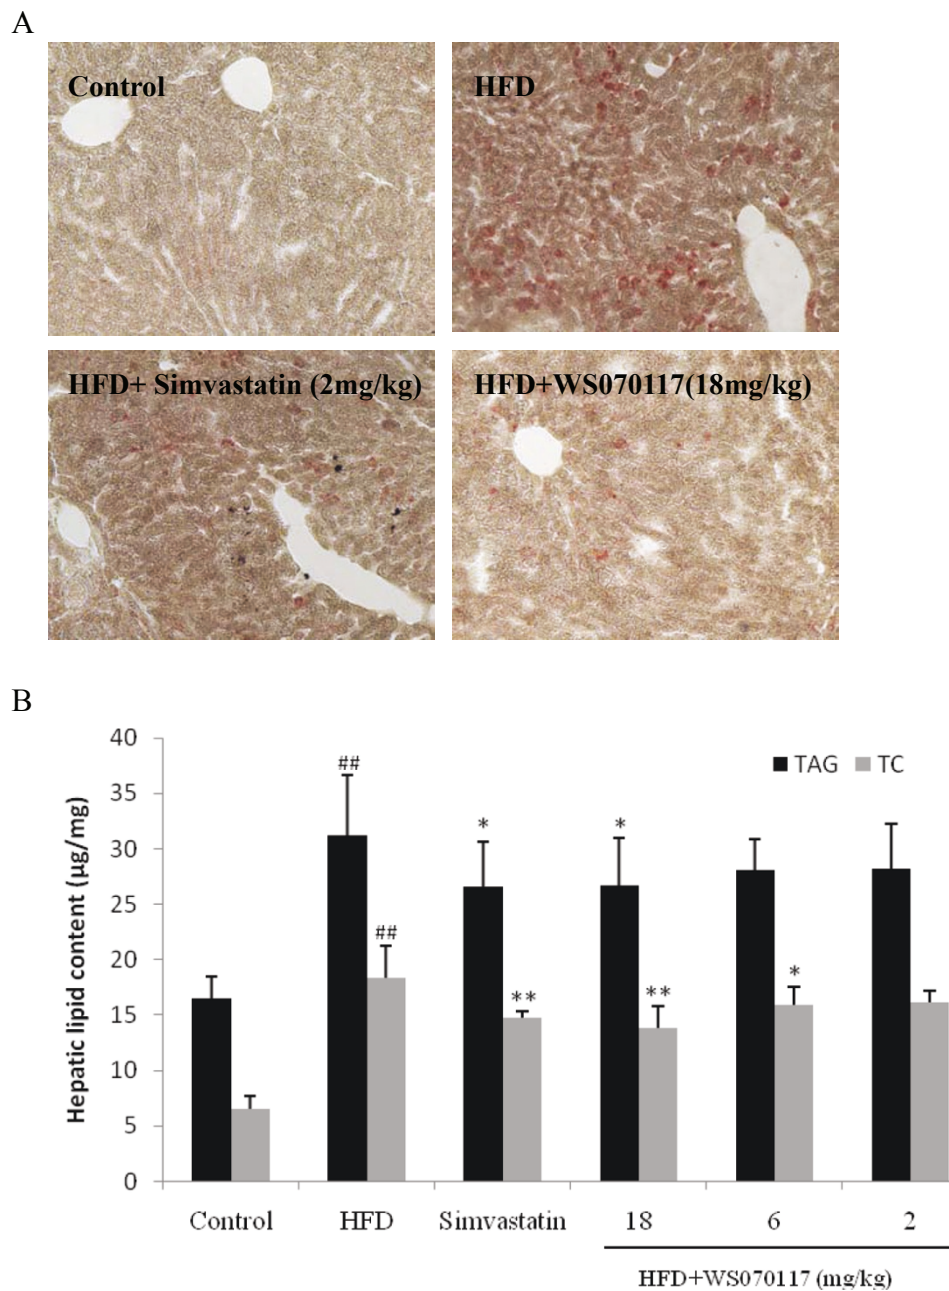 A
Control
HFD
HFD+ Simvastatin (2mg/kg)
HFD+WS070117(18mg/kg)
B
Hepatic lipid content (µg/mg)
40
35
30
25
20
15
10
5
0
TAG
TC
##
##
*
**
*
**
*
Control
HFD
Simvastatin
18
6
2
HFD+WS070117 (mg/kg)